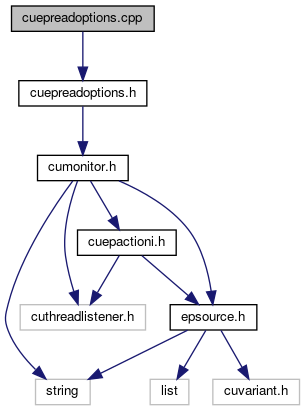 cuepreadoptions.cpp
cuepreadoptions.h
cumonitor.h
cuepactioni.h
cuthreadlistener.h
epsource.h
string
list
cuvariant.h